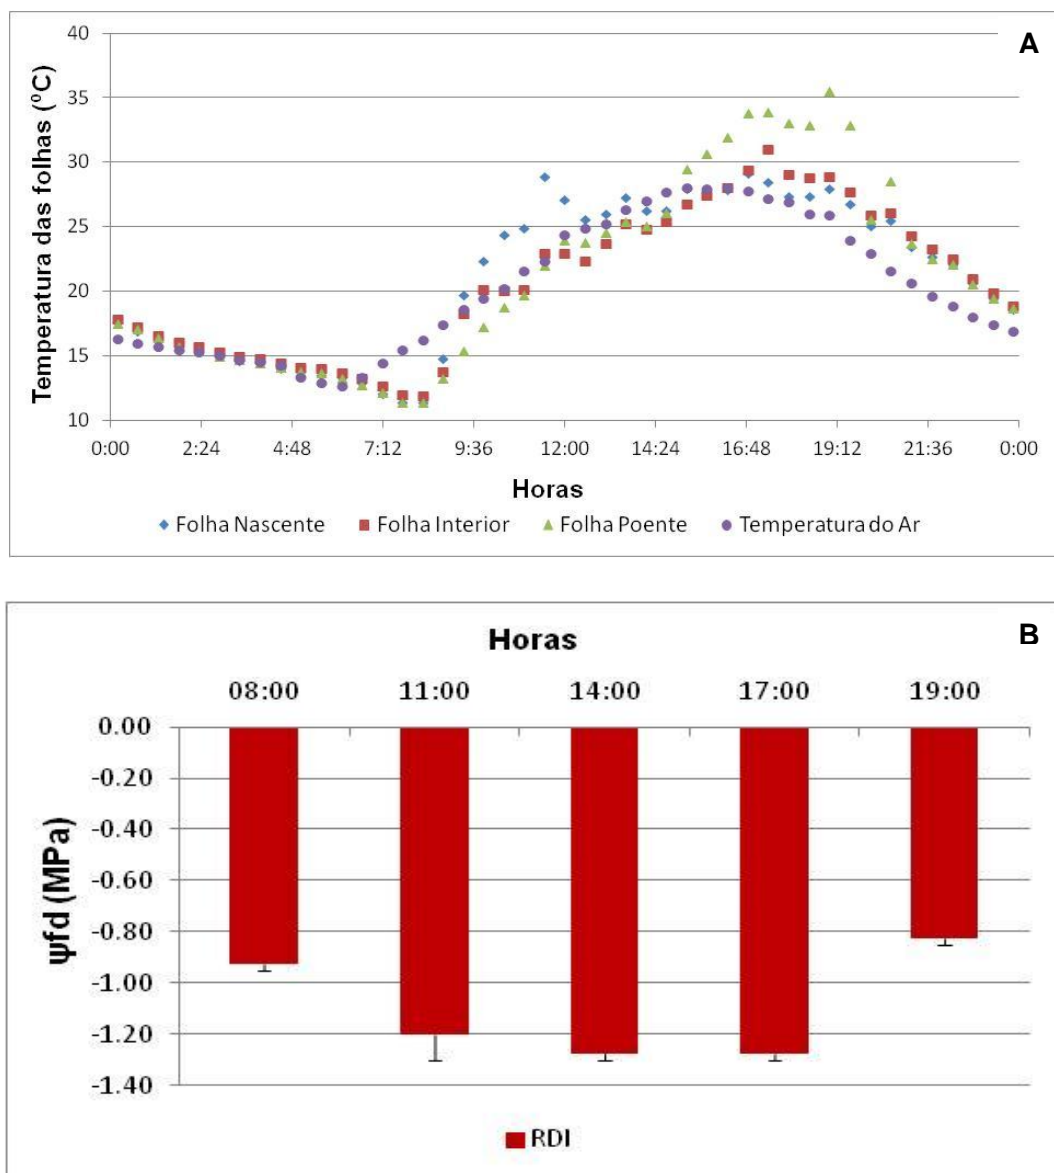 A
Temperatura das folhas (ºC)
40
35
30
25
20
15
10
0:00 2:24 4:48 7:12 9:36 12:00 14:24 16:48 19:12 21:36 0:00
Horas
Folha Nascente Folha Interior Folha Poente Temperatura do Ar
B
Horas
08:00 11:00 14:00 17:00 19:00
ψfd (MPa)
0.00
-0.20
-0.40
-0.60
-0.80
-1.00
-1.20
-1.40
RDI